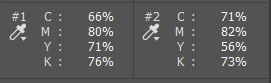 #1 C : 66% #2 C : 71%
M : 80% M : 82%
Y : 71% Y : 56%
K : 76% K : 73%